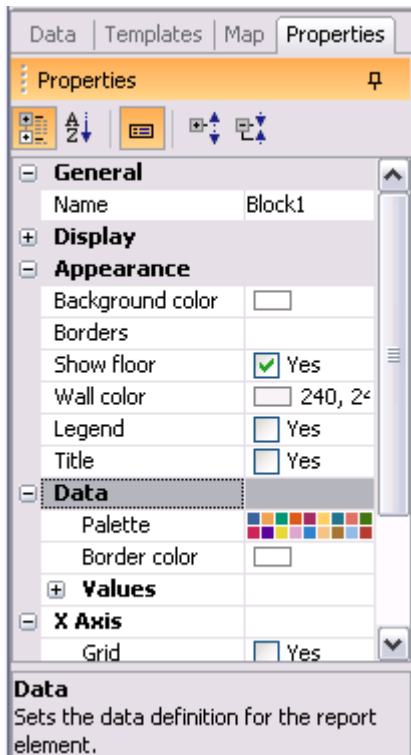 Data Templates Map Properties
Properties
General
Name Block1
Display
Appearance
Background color
Borders
Show floor Yes
Wall color 240, 24
Legend Yes
Title Yes
Data
Palette
Border color
Values
X Axis
Grid Yes
Data
Sets the data definition for the report
element.